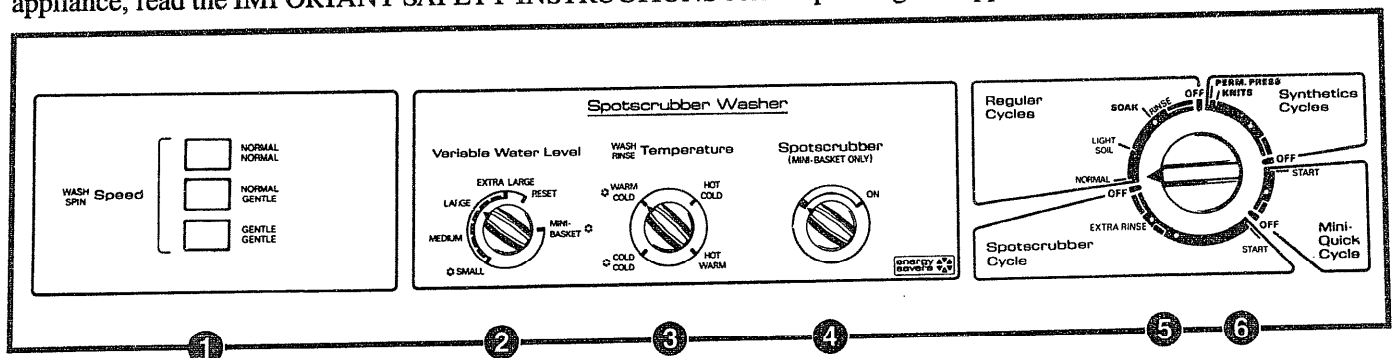 appliance, read the IMPORTANT SAFETY INSTRUCTIONS
WASH
SPIN Speed
NORMAL
NORMAL
NORMAL
GENTLE
GENTLE
GENTLE
Spotscrubber Washer
Variable Water Level
EXTRA LARGE
RESET
LARGE
MINI-
BASKET
MEDIUM
SMALL
WASH
RINSE Temperature
WARM
COLD
HOT
COLD
COLD
COLD
HOT
WARM
Spotscrubber
(MINI-BASKET ONLY)
ON
energy
savers
Regular
Cycles
SOAK
RINSE
OFF
PERM. PRESS
KNITS
Synthetics
Cycles
LIGHT
SOIL
NORMAL
OFF
START
OFF
EXTRA RINSE
Spotscrubber
Cycle
OFF
START
Mini-
Quick
Cycle
1
2
3
4
5
6